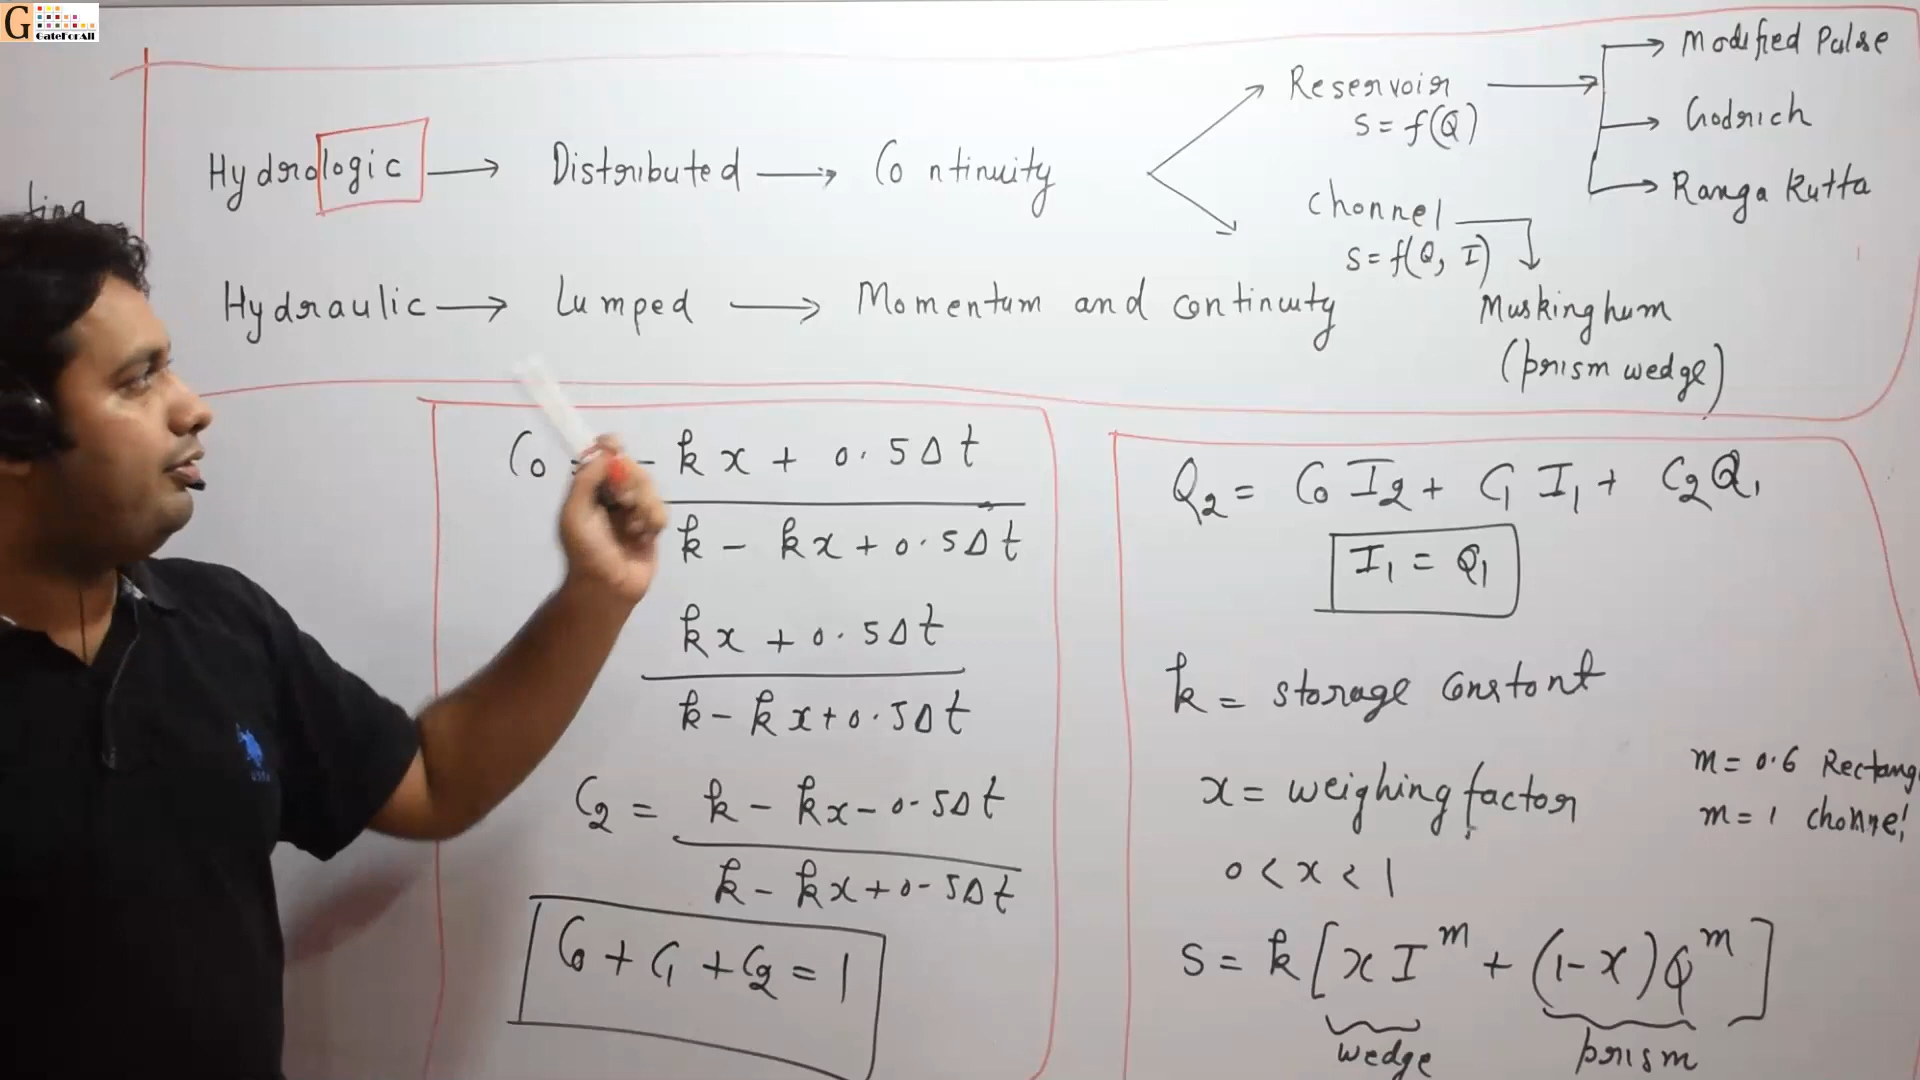 G GateForAll
ting
Hydrologic → Distributed → Continuity
Reservoir → Modified Pulse
S = f(Q)
→ Godrich
→ Ranga Kutta
Chonnel
S = f(Q, I)
Muskinghum
(prism wedge)
Hydraulic → Lumped → Momentum and continuity
C0 = - kx + 0.5Δt
k - kx + 0.5Δt
kx + 0.5Δt
k - kx + 0.5Δt
C2 = k - kx - 0.5Δt
k - kx + 0.5Δt
C0 + C1 + C2 = 1
Q2 = C0 I2 + C1 I1 + C2 Q1
I1 = Q1
k = storage constont
x = weighing factor
0 < x < 1
m = 0.6 Rectang
m = 1 chonnel
S = k [x I^m + (1-x) Q^m]
wedge prism